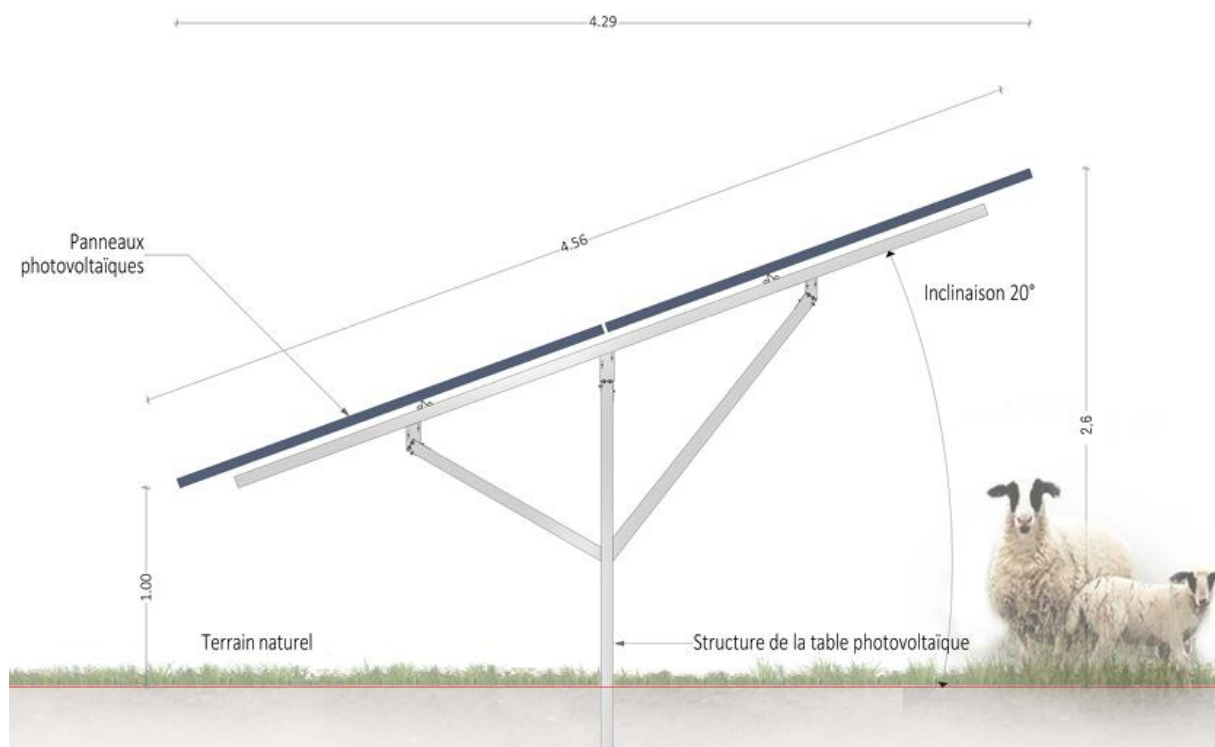 4.29
4.56
Panneaux
photovoltaïques
Inclinaison 20°
2,6
1.00
Terrain naturel
Structure de la table photovoltaïque